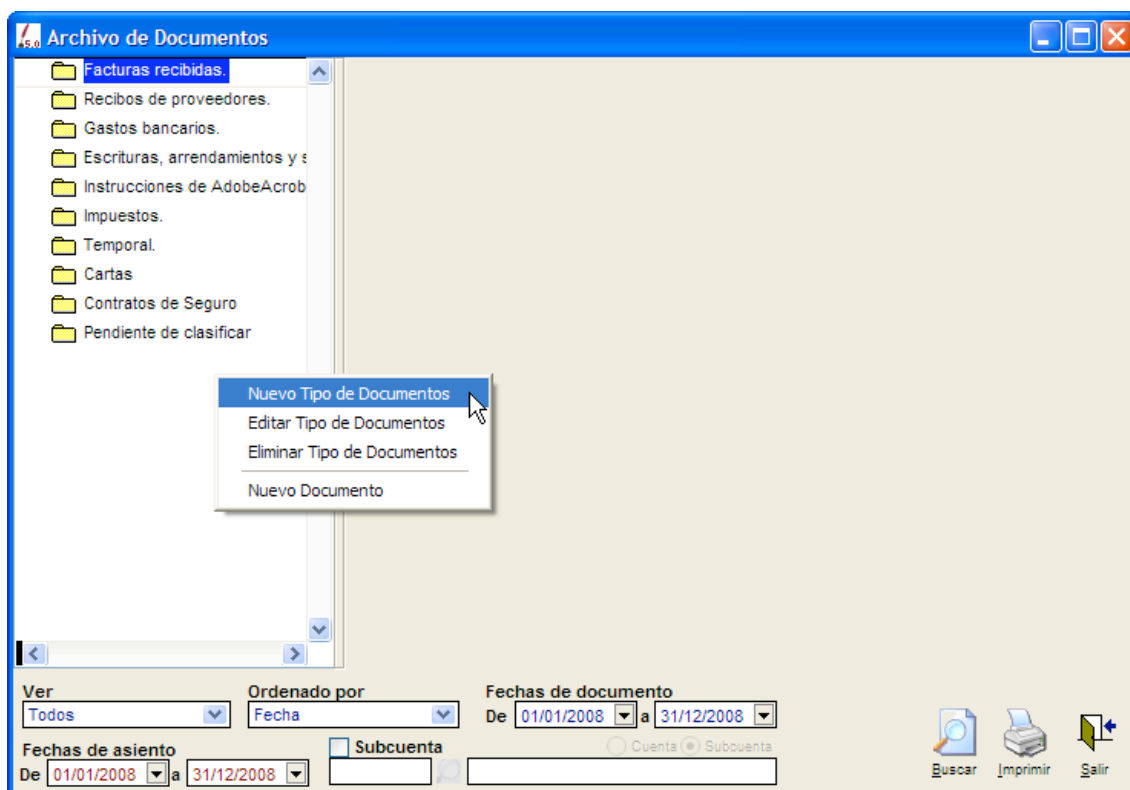 5.0 Archivo de Documentos
Facturas recibidas.
Recibos de proveedores.
Gastos bancarios.
Escrituras, arrendamientos y s
Instrucciones de AdobeAcrob
Impuestos.
Temporal.
Cartas
Contratos de Seguro
Pendiente de clasificar
Nuevo Tipo de Documentos
Editar Tipo de Documentos
Eliminar Tipo de Documentos
Nuevo Documento
Ver Ordenado por Fechas de documento
Todos Fecha De 01/01/2008 a 31/12/2008
Fechas de asiento Subcuenta Cuenta Subcuenta
De 01/01/2008 a 31/12/2008
Buscar Imprimir Salir